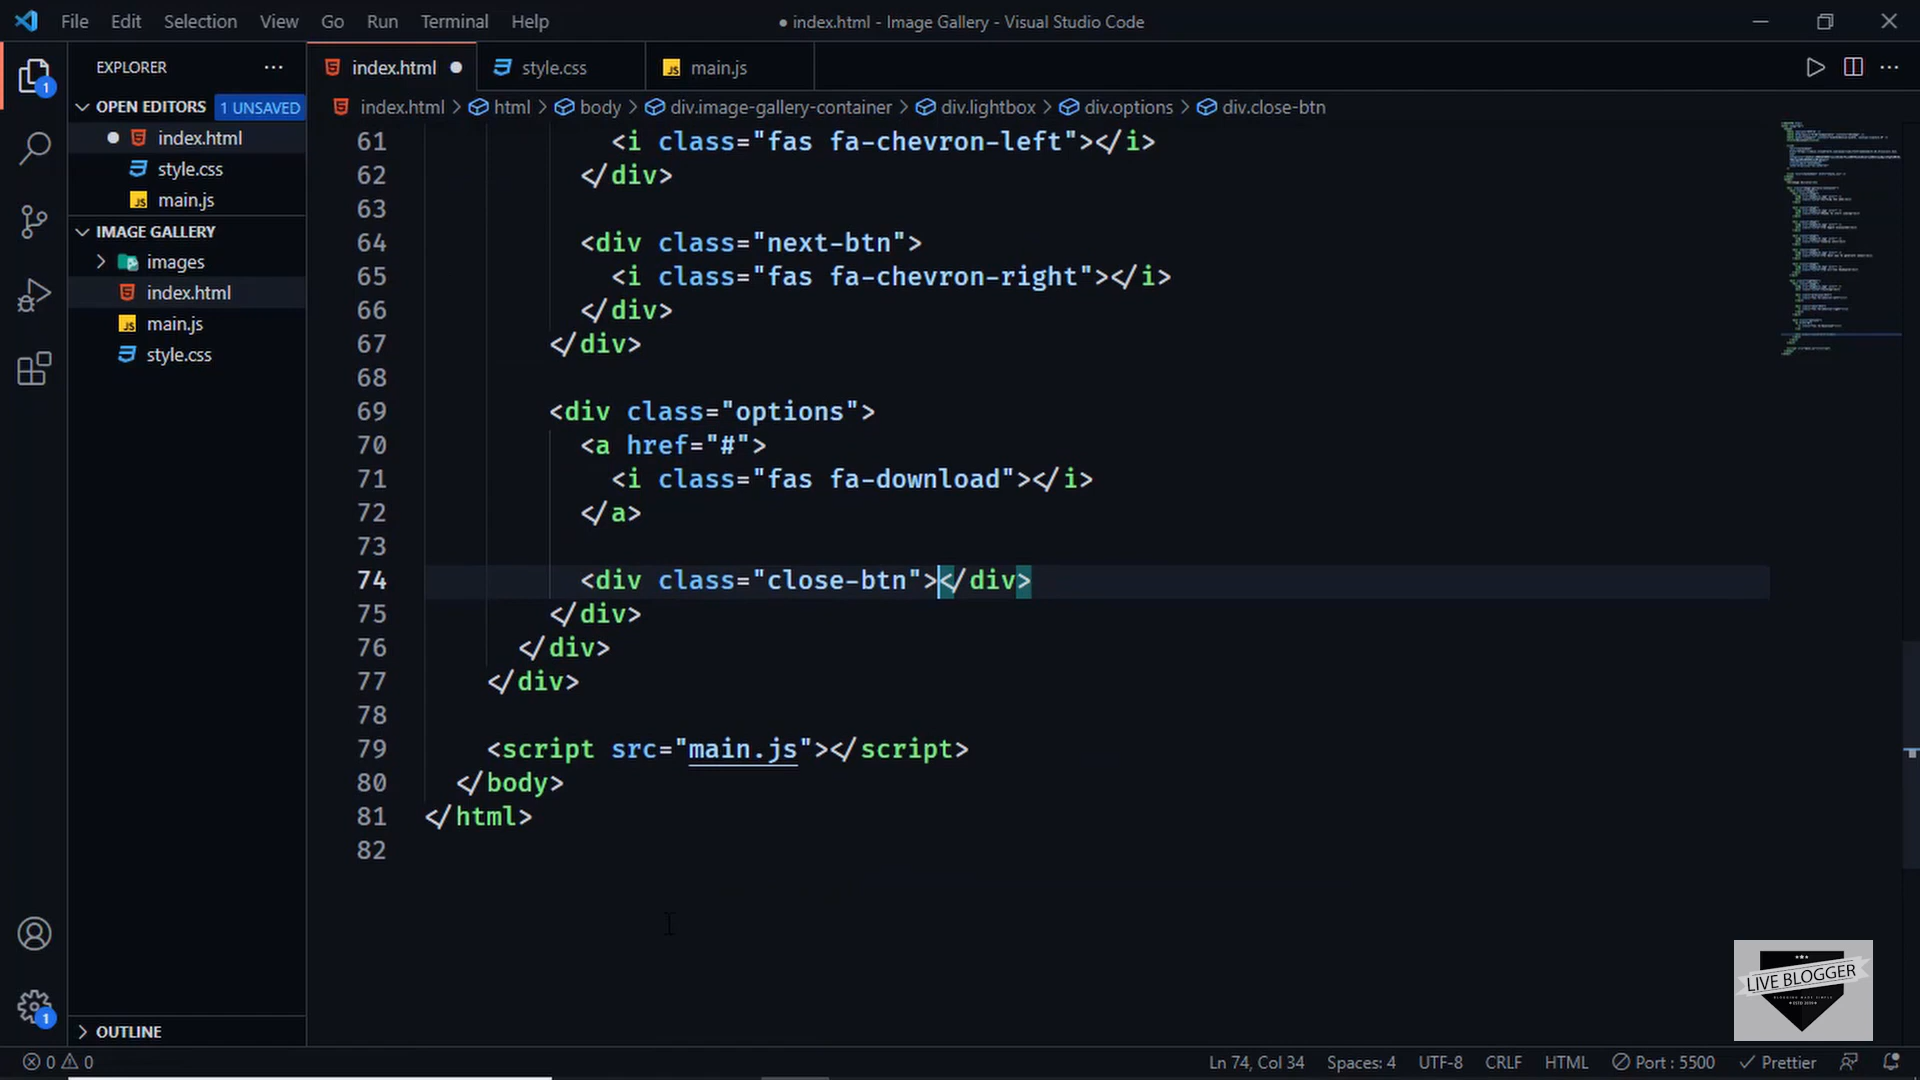 File Edit Selection View Go Run Terminal Help
● index.html - Image Gallery - Visual Studio Code
EXPLORER
OPEN EDITORS 1 UNSAVED
index.html
style.css
main.js
IMAGE GALLERY
images
index.html
main.js
style.css
OUTLINE
1
1
index.html style.css main.js
index.html > html > body > div.image-gallery-container > div.lightbox > div.options > div.close-btn
61 <i class="fas fa-chevron-left"></i>
62 </div>
63
64 <div class="next-btn">
65 <i class="fas fa-chevron-right"></i>
66 </div>
67 </div>
68
69 <div class="options">
70 <a href="#">
71 <i class="fas fa-download"></i>
72 </a>
73
74 <div class="close-btn"></div>
75 </div>
76 </div>
77 </div>
78
79 <script src="main.js"></script>
80 </body>
81 </html>
82
LIVE BLOGGER
0 0
Ln 74, Col 34 Spaces: 4 UTF-8 CRLF HTML Port : 5500 Prettier